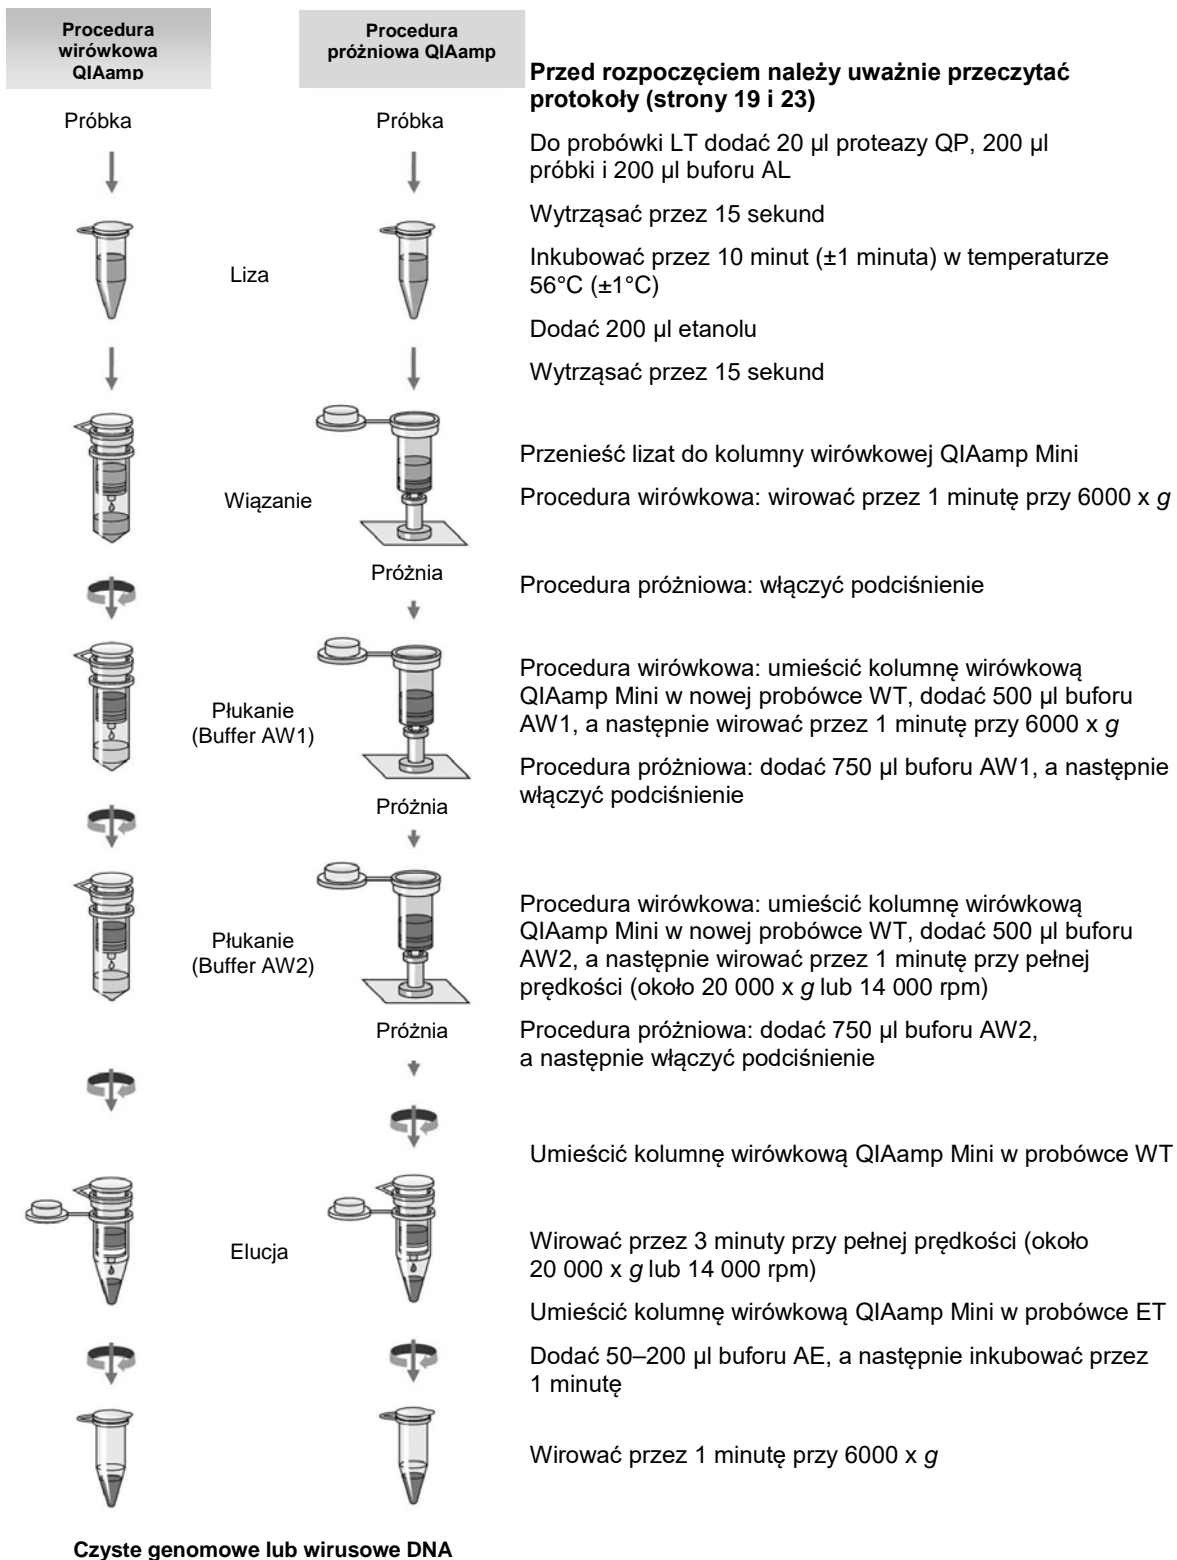 Procedura
wirówkowa
QIAamp
Procedura
próżniowa QIAamp
Przed rozpoczęciem należy uważnie przeczytać
protokoły (strony 19 i 23)
Próbka
Próbka
Do probówki LT dodać 20 µl proteazy QP, 200 µl
próbki i 200 µl buforu AL
Wytrząsać przez 15 sekund
Liza
Inkubować przez 10 minut (±1 minuta) w temperaturze
56°C (±1°C)
Dodać 200 µl etanolu
Wytrząsać przez 15 sekund
Wiązanie
Przenieść lizat do kolumny wirówkowej QIAamp Mini
Procedura wirówkowa: wirować przez 1 minutę przy 6000 x g
Próżnia
Procedura próżniowa: włączyć podciśnienie
Płukanie
(Buffer AW1)
Procedura wirówkowa: umieścić kolumnę wirówkową
QIAamp Mini w nowej probówce WT, dodać 500 µl buforu
AW1, a następnie wirować przez 1 minutę przy 6000 x g
Procedura próżniowa: dodać 750 µl buforu AW1, a następnie
włączyć podciśnienie
Próżnia
Płukanie
(Buffer AW2)
Procedura wirówkowa: umieścić kolumnę wirówkową
QIAamp Mini w nowej probówce WT, dodać 500 µl buforu
AW2, a następnie wirować przez 1 minutę przy pełnej
prędkości (około 20 000 x g lub 14 000 rpm)
Próżnia
Procedura próżniowa: dodać 750 µl buforu AW2,
a następnie włączyć podciśnienie
Umieścić kolumnę wirówkową QIAamp Mini w probówce WT
Elucja
Wirować przez 3 minuty przy pełnej prędkości (około
20 000 x g lub 14 000 rpm)
Umieścić kolumnę wirówkową QIAamp Mini w probówce ET
Dodać 50–200 µl buforu AE, a następnie inkubować przez
1 minutę
Wirować przez 1 minutę przy 6000 x g
Czyste genomowe lub wirusowe DNA